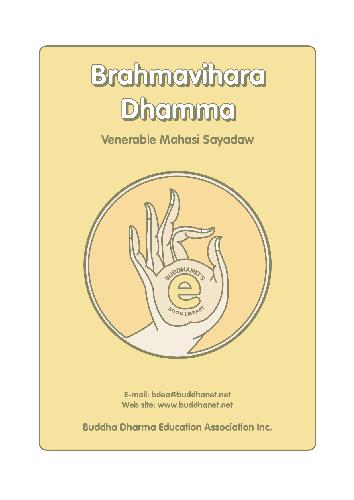 Brahmavihara
Dhamma
Venerable Mahasi Sayadaw
BUDDHANET'S
e
BOOK LIBRARY
E-mail: bdea@buddhanet.net
Web site: www.buddhanet.net
Buddha Dharma Education Association Inc.